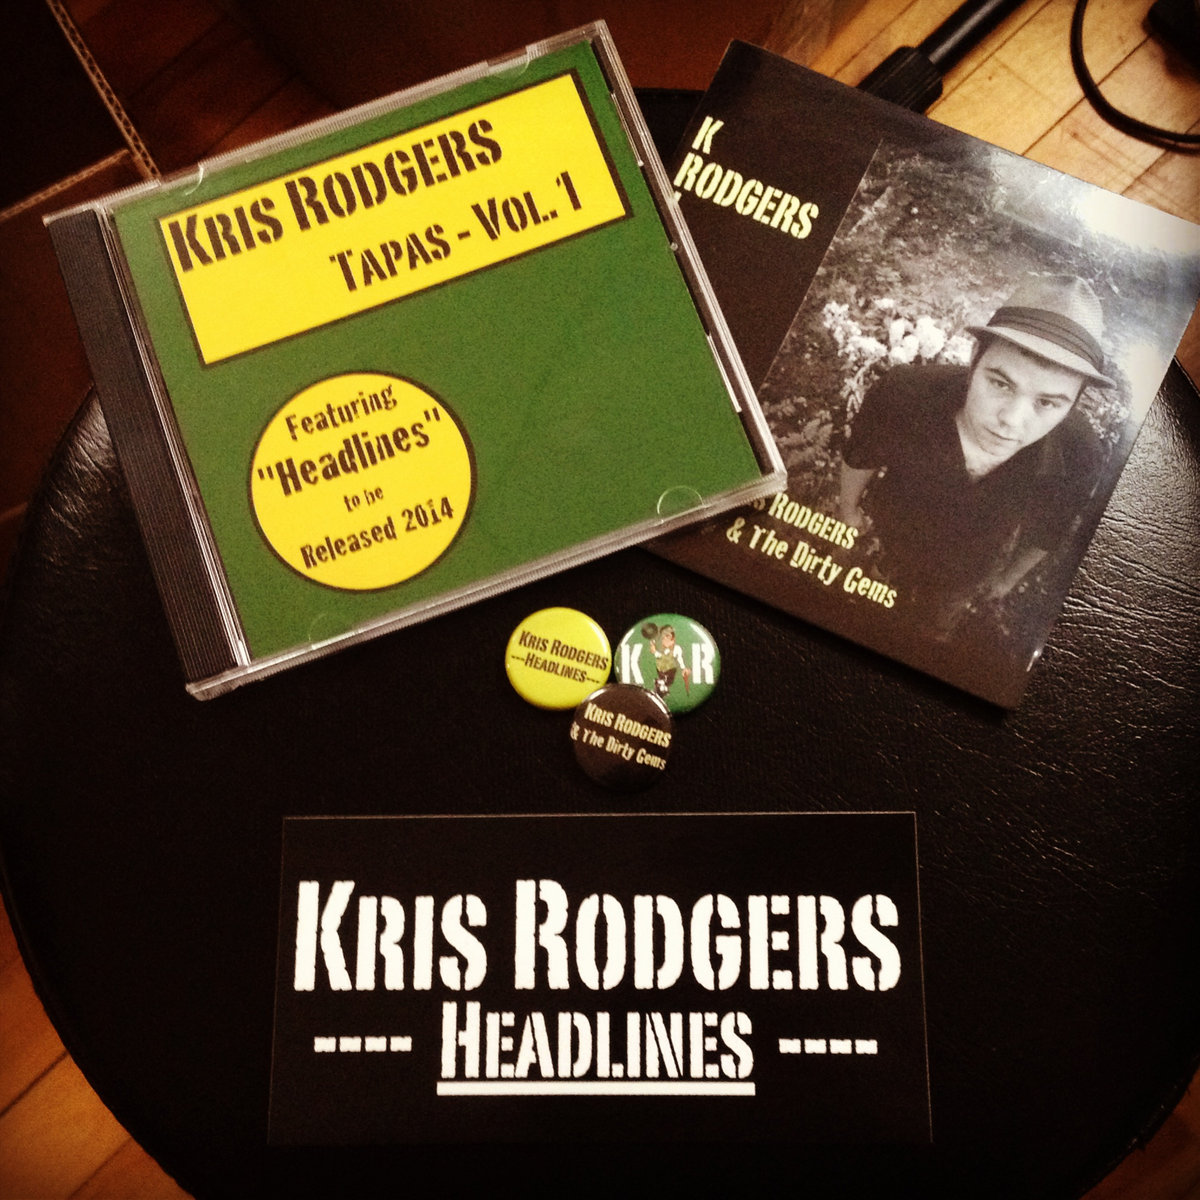 KRIS RODGERS
TAPAS - VOL. 1
Featuring
"Headlines"
to be
Released 2014
K
RODGERS
RODGERS
& The Dirty Gems
KRIS RODGERS
---HEADLINES---
K R
KRIS RODGERS
& The Dirty Gems
KRIS RODGERS
---- HEADLINES ----